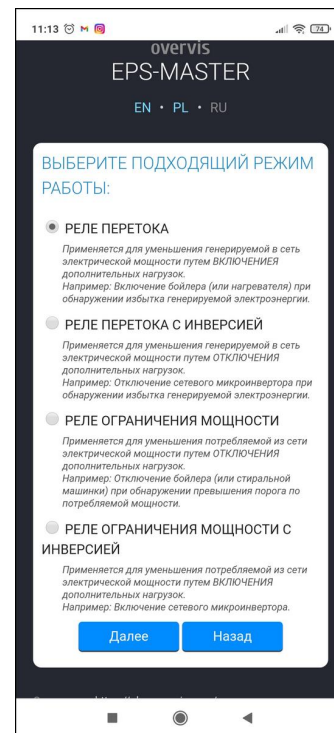 11:13
74
overvis
EPS-MASTER
EN • PL • RU
ВЫБЕРИТЕ ПОДХОДЯЩИЙ РЕЖИМ
РАБОТЫ:
РЕЛЕ ПЕРЕТОКА
Применяется для уменьшения генерируемой в сеть
электрической мощности путем ВКЛЮЧЕНИЕЯ
дополнительных нагрузок.
Например: Включение бойлера (или нагревателя) при
обнаружении избытка генерируемой электроэнергии.
РЕЛЕ ПЕРЕТОКА С ИНВЕРСИЕЙ
Применяется для уменьшения генерируемой в сеть
электрической мощности путем ОТКЛЮЧЕНИЯ
дополнительных нагрузок.
Например: Отключение сетевого микроинвертора при
обнаружении избытка генерируемой электроэнергии.
РЕЛЕ ОГРАНИЧЕНИЯ МОЩНОСТИ
Применяется для уменьшения потребляемой из сети
электрической мощности путем ОТКЛЮЧЕНИЯ
дополнительных нагрузок.
Например: Отключение бойлера (или стиральной
машинки) при обнаружении превышения порога по
потребляемой мощности.
РЕЛЕ ОГРАНИЧЕНИЯ МОЩНОСТИ С
ИНВЕРСИЕЙ
Применяется для уменьшения потребляемой из сети
электрической мощности путем ВКЛЮЧЕНИЯ
дополнительных нагрузок.
Например: Включение сетевого микроинвертора.
Далее Назад